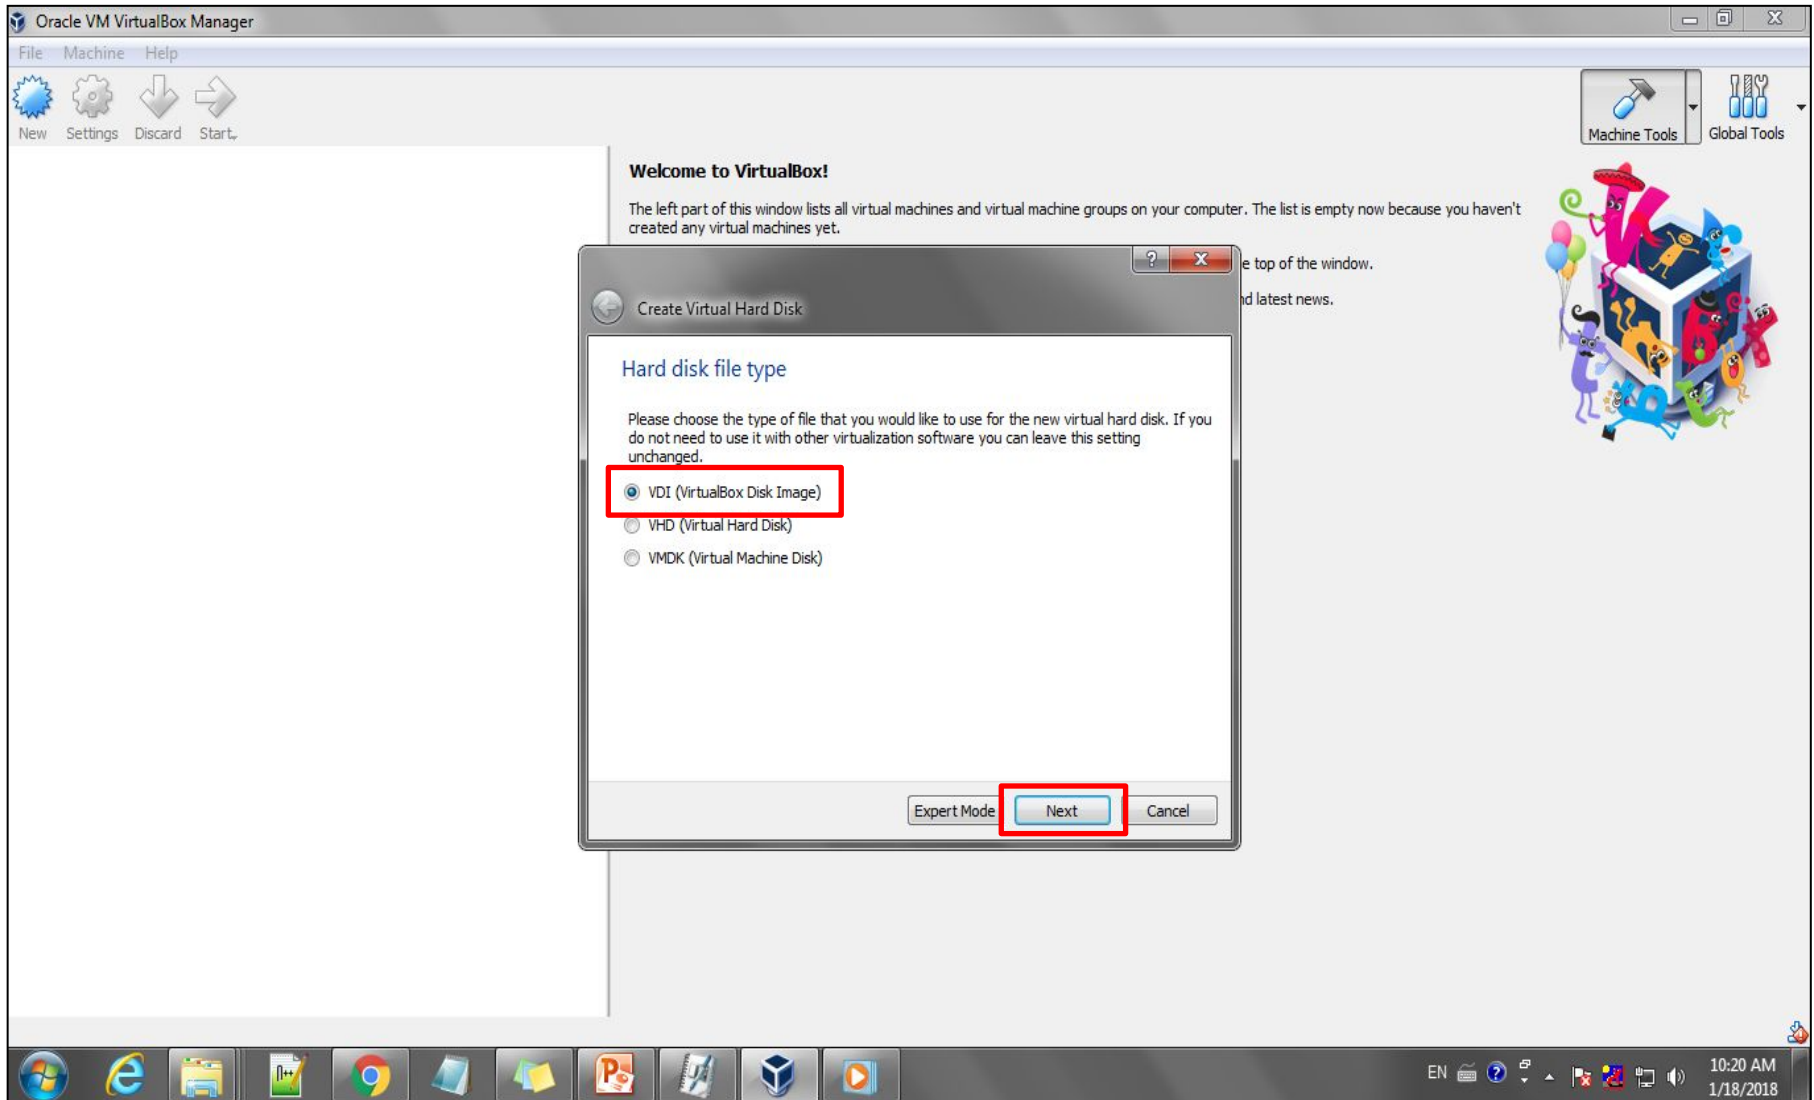 Oracle VM VirtualBox Manager
File Machine Help
New Settings Discard Start
Machine Tools Global Tools
Welcome to VirtualBox!
The left part of this window lists all virtual machines and virtual machine groups on your computer. The list is empty now because you haven't
created any virtual machines yet.
e top of the window.
nd latest news.
Create Virtual Hard Disk
Hard disk file type
Please choose the type of file that you would like to use for the new virtual hard disk. If you
do not need to use it with other virtualization software you can leave this setting
unchanged.
VDI (VirtualBox Disk Image)
VHD (Virtual Hard Disk)
VMDK (Virtual Machine Disk)
Expert Mode Next Cancel
EN
10:20 AM
1/18/2018